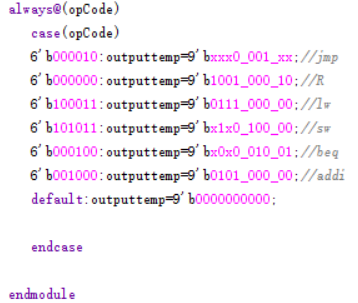 always@(opCode)
case(opCode)
6'b000010:outputtemp=9'bxxx0_001_xx;//jmp
6'b000000:outputtemp=9'b1001_000_10;//R
6'b100011:outputtemp=9'b0111_000_00;//lw
6'b101011:outputtemp=9'bx1x0_100_00;//sw
6'b000100:outputtemp=9'bx0x0_010_01;//beq
6'b001000:outputtemp=9'b0101_000_00;//addi
default:outputtemp=9'b0000000000;
endcase
endmodule